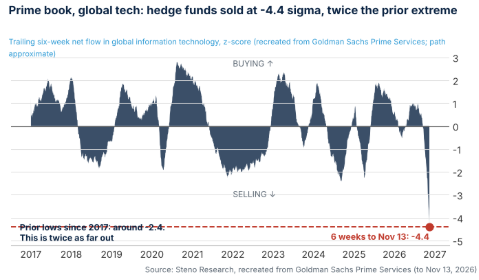 Prime book, global tech: hedge funds sold at -4.4 sigma, twice the prior extreme
Trailing six-week net flow in global information technology, z-score (recreated from Goldman Sachs Prime Services; path
approximate)
BUYING ↑
SELLING ↓
3
2
1
0
-1
-2
-3
-4
-5
Prior lows since 2017: around -2.4.
This is twice as far out
6 weeks to Nov 13: -4.4
2017 2018 2019 2020 2021 2022 2023 2024 2025 2026 2027
Source: Steno Research, recreated from Goldman Sachs Prime Services (to Nov 13, 2026)